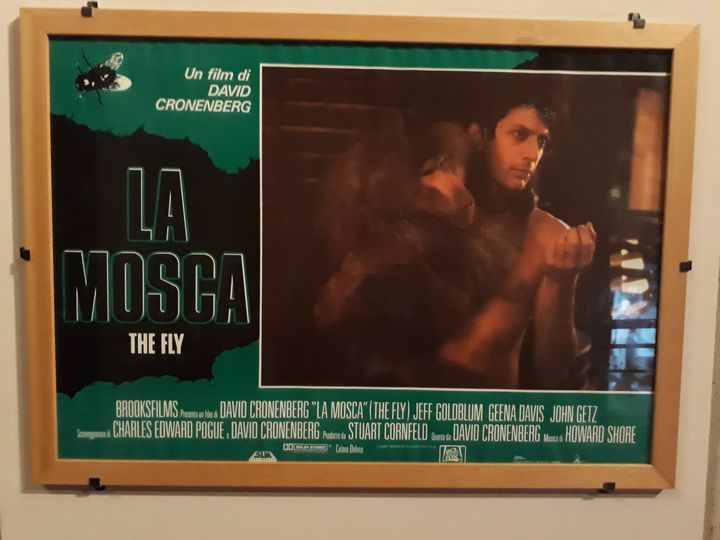 Un film di
DAVID
CRONENBERG
LA
MOSCA
THE FLY
BROOKSFILMS Presenta un film di DAVID CRONENBERG "LA MOSCA" (THE FLY) JEFF GOLDBLUM GEENA DAVIS JOHN GETZ
Sceneggiatura di CHARLES EDWARD POGUE e DAVID CRONENBERG Prodotto da STUART CORNFELD Diretto da DAVID CRONENBERG Musica di HOWARD SHORE
DOLBY STEREO Colore Deluxe